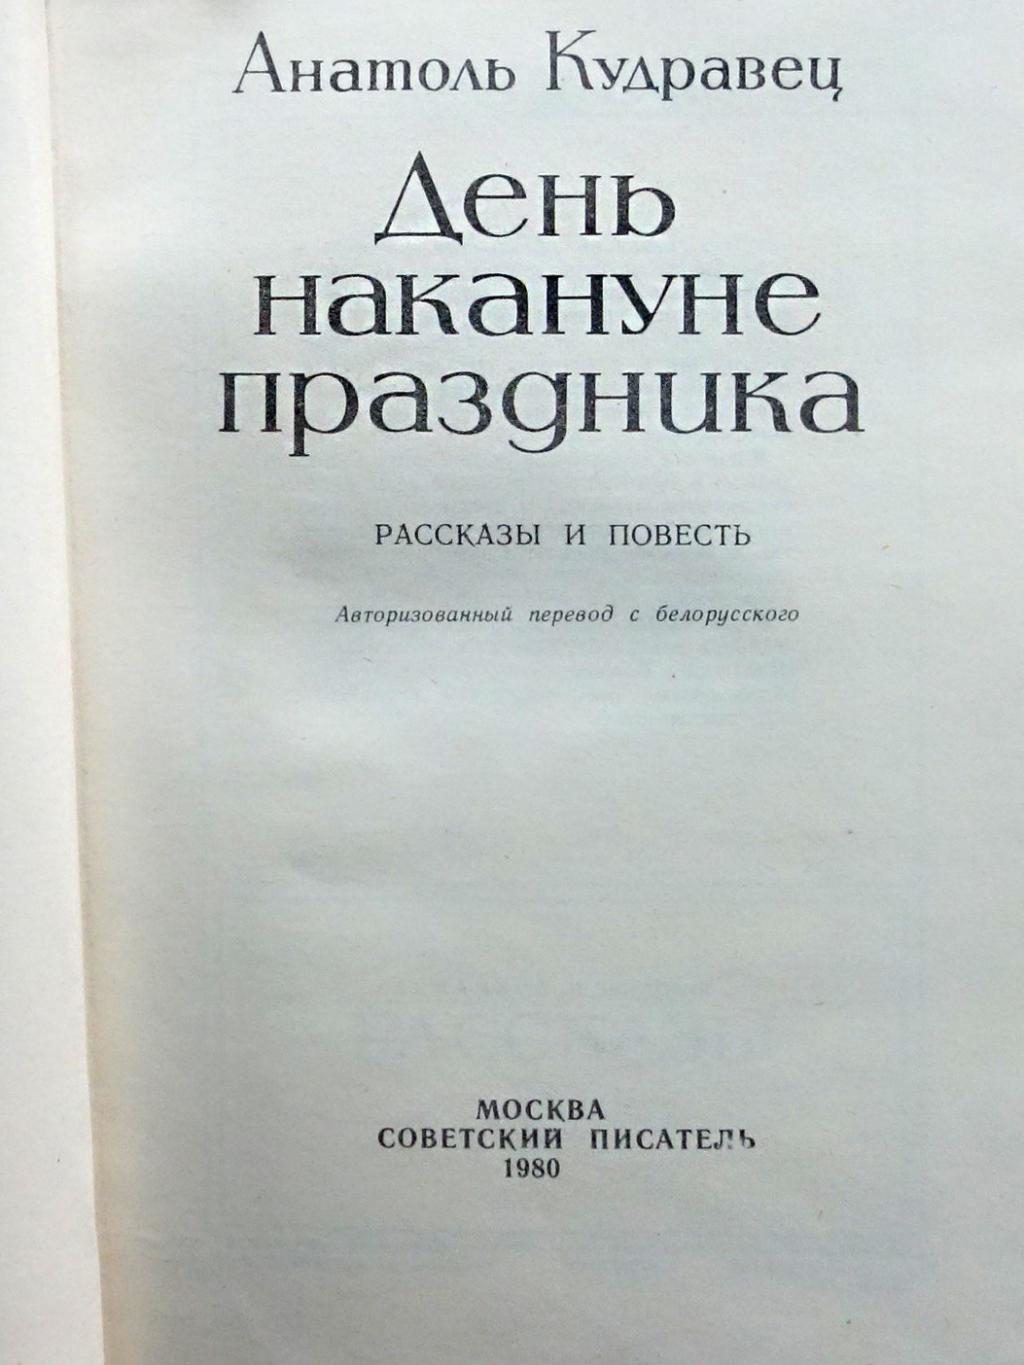 Анатоль Кудравец
День
накануне
праздника
РАССКАЗЫ И ПОВЕСТЬ
Авторизованный перевод с белорусского
МОСКВА
СОВЕТСКИЙ ПИСАТЕЛЬ
1980